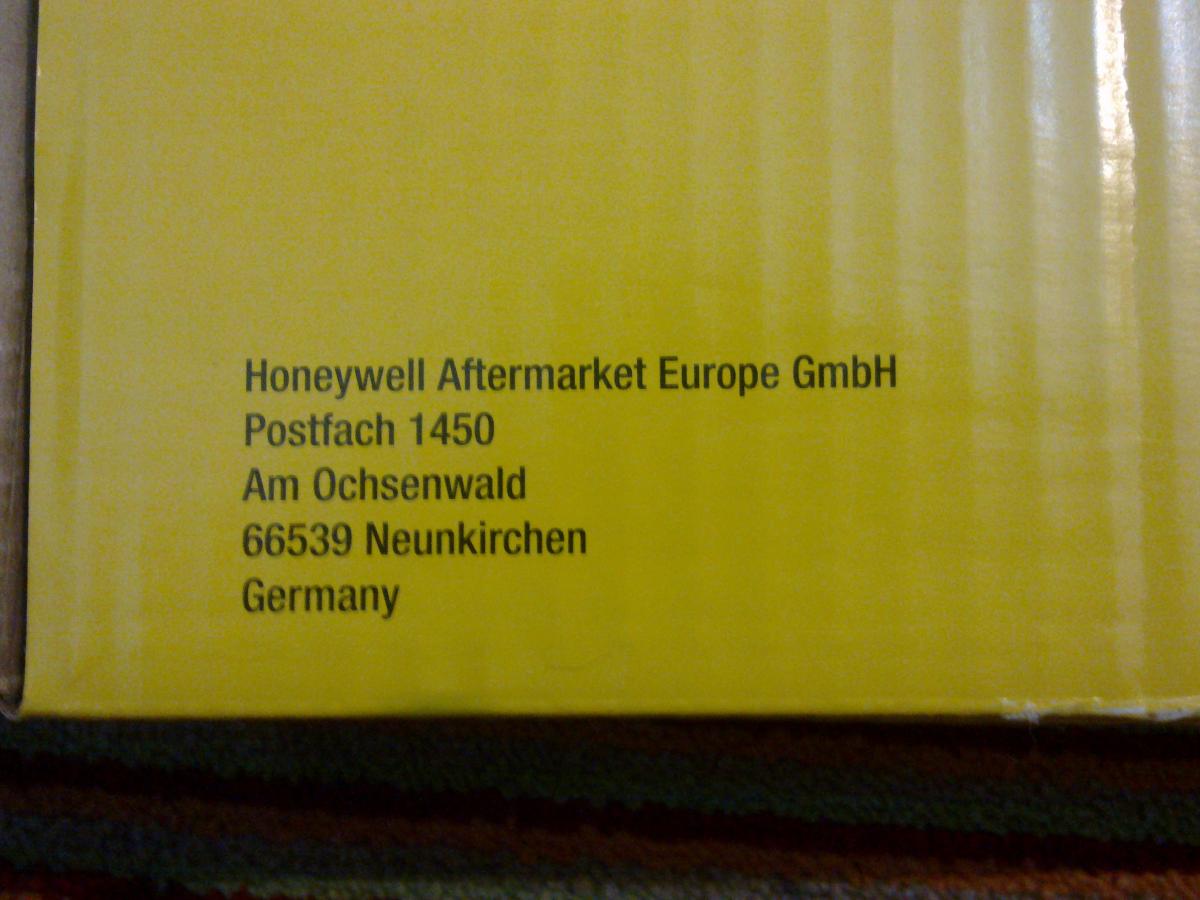 Honeywell Aftermarket Europe GmbH
Postfach 1450
Am Ochsenwald
66539 Neunkirchen
Germany